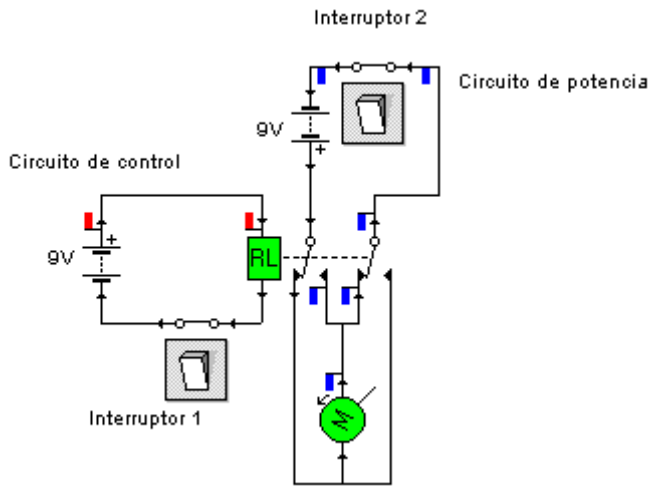 Interruptor 2
Circuito de potencia
9V
+
Circuito de control
+
9V
RL
Interruptor 1
M